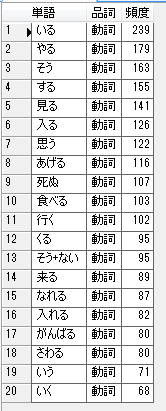 単語 品詞 頻度
1 いる 動詞 239
2 やる 動詞 179
3 そう 動詞 163
4 する 動詞 155
5 見る 動詞 141
6 入る 動詞 126
7 思う 動詞 122
8 あげる 動詞 116
9 死ぬ 動詞 107
10 食べる 動詞 103
11 行く 動詞 102
12 くる 動詞 95
13 そう+ない 動詞 95
14 来る 動詞 89
15 なれる 動詞 87
16 入れる 動詞 82
17 がんばる 動詞 80
18 さわる 動詞 80
19 いう 動詞 71
20 いく 動詞 68